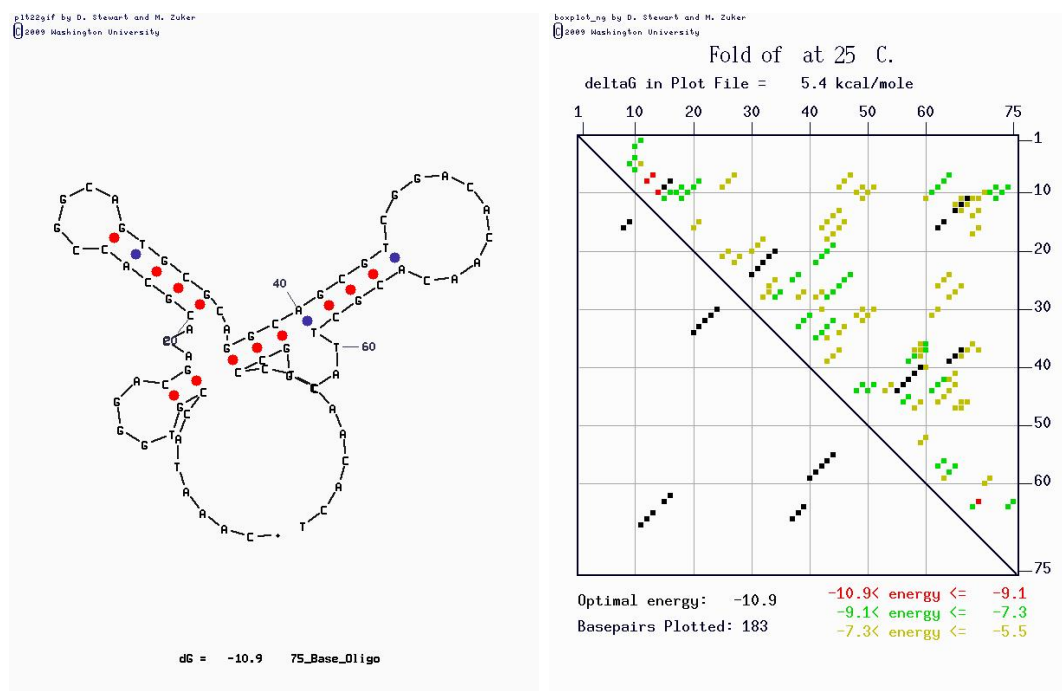 plt22gif by D. Stewart and M. Zuker
© 2009 Washington University
40
60
20
dG = -10.9 75_Base_Oligo
boxplot_ng by D. Stewart and M. Zuker
© 2009 Washington University
Fold of at 25 C.
deltaG in Plot File = 5.4 kcal/mole
1 10 20 30 40 50 60 75
1
10
20
30
40
50
60
75
Optimal energy: -10.9
Basepairs Plotted: 183
-10.9< energy <= -9.1
-9.1< energy <= -7.3
-7.3< energy <= -5.5